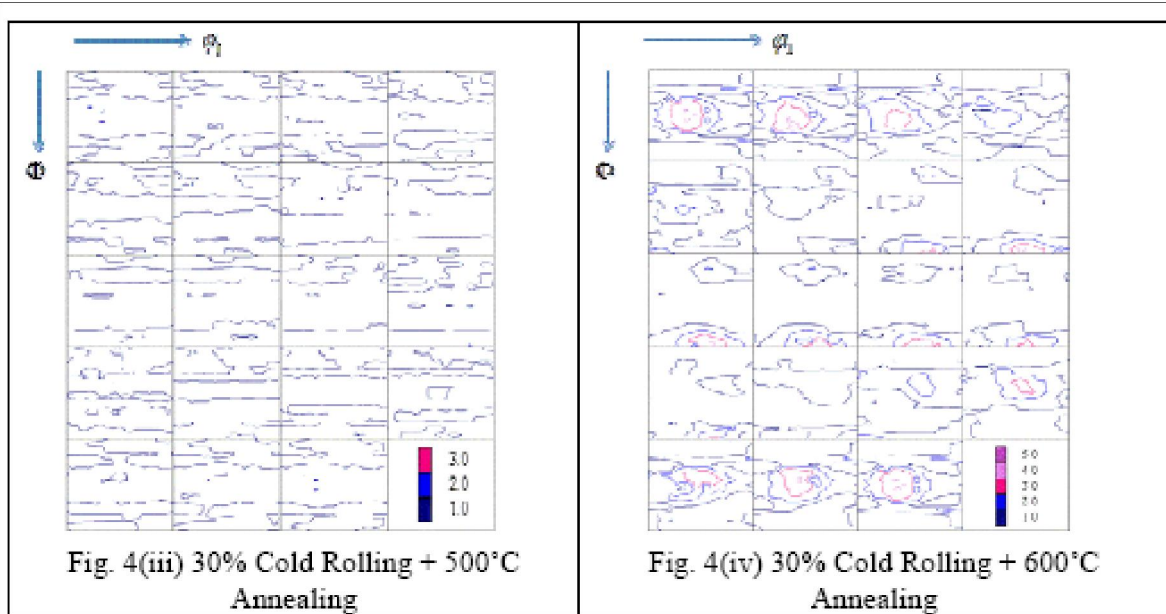 φ₁
Φ
3.0
2.0
1.0
Fig. 4(iii) 30% Cold Rolling + 500°C
Annealing
φ₁
Φ
5.0
4.0
3.0
2.0
1.0
Fig. 4(iv) 30% Cold Rolling + 600°C
Annealing